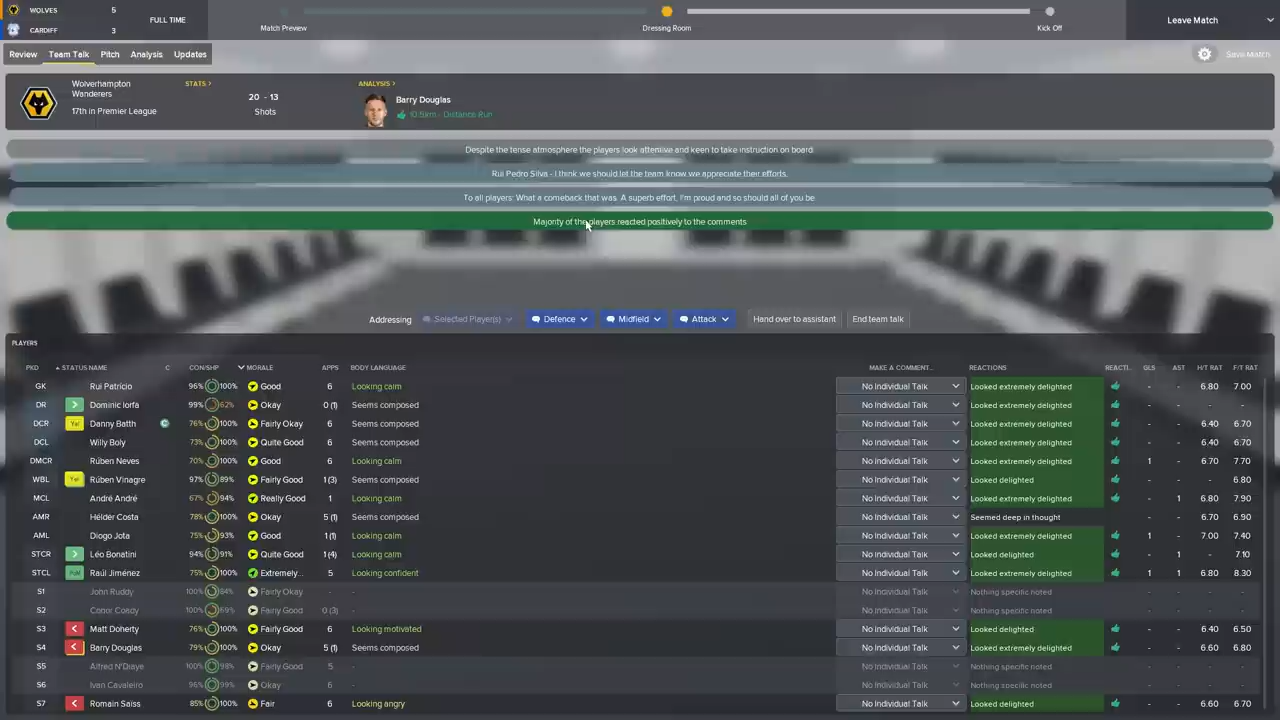 WOLVES 5
CARDIFF 3
FULL TIME
Match Preview
Dressing Room
Kick Off
Leave Match
Review Team Talk Pitch Analysis Updates
Save Match
Wolverhampton Wanderers
17th in Premier League
STATS >
20 - 13
Shots
ANALYSIS >
Barry Douglas
10.5km - Distance Run
Despite the tense atmosphere the players look attentive and keen to take instruction on board
Rui Pedro Silva - I think we should let the team know we appreciate their efforts.
To all players: What a comeback that was. A superb effort, I'm proud and so should all of you be.
Majority of the players reacted positively to the comments
Addressing Selected Player(s) Defence Midfield Attack Hand over to assistant End team talk
PLAYERS
PKD STATUS NAME C CON/SHP MORALE APPS BODY LANGUAGE MAKE A COMMENT... REACTIONS REACTI... GLS AST H/T RAT F/T RAT
GK Rui Patrício 96% 100% Good 6 Looking calm No Individual Talk Looked extremely delighted - - 6.80 7.00
DR Dominic Iorfa 99% 62% Okay 0 (1) Seems composed No Individual Talk Looked extremely delighted - - - -
DCR Yel Danny Batth C 76% 100% Fairly Okay 6 Seems composed No Individual Talk Looked extremely delighted - - 6.40 6.70
DCL Willy Boly 73% 100% Quite Good 6 Seems composed No Individual Talk Looked extremely delighted - - 6.40 6.70
DMCR Rúben Neves 70% 100% Good 6 Looking calm No Individual Talk Looked extremely delighted 1 - 6.70 7.70
WBL Yel Rúben Vinagre 97% 89% Fairly Good 1 (3) Seems composed No Individual Talk Looked delighted - - - 6.80
MCL André André 67% 94% Really Good 1 Looking calm No Individual Talk Looked extremely delighted - 1 6.80 7.90
AMR Hélder Costa 78% 100% Okay 5 (1) Seems composed No Individual Talk Seemed deep in thought - - 6.70 6.90
AML Diogo Jota 75% 93% Good 1 (1) Looking calm No Individual Talk Looked extremely delighted - - 7.00 7.40
STCR Léo Bonatini 94% 91% Quite Good 1 (4) Looking calm No Individual Talk Looked delighted - 1 - 7.10
STCL PoM Raúl Jiménez 75% 100% Extremely... 5 Looking confident No Individual Talk Looked extremely delighted 1 1 6.80 8.30
S1 John Ruddy 100% 84% Fairly Okay - - No Individual Talk Nothing specific noted - - - -
S2 Conor Coady 100% 69% Fairly Good 0 (3) - No Individual Talk Nothing specific noted - - - -
S3 Matt Doherty 76% 100% Fairly Good 6 Looking motivated No Individual Talk Looked delighted - - 6.40 6.50
S4 Barry Douglas 79% 100% Okay 5 (1) Seems composed No Individual Talk Looked extremely delighted - - 6.60 6.80
S5 Alfred N'Diaye 100% 98% Fairly Good 5 - No Individual Talk Nothing specific noted - - - -
S6 Ivan Cavaleiro 96% 99% Okay 6 - No Individual Talk Nothing specific noted - - - -
S7 Romain Saïss 85% 100% Fair 6 Looking angry No Individual Talk Looked delighted - - 6.60 6.70